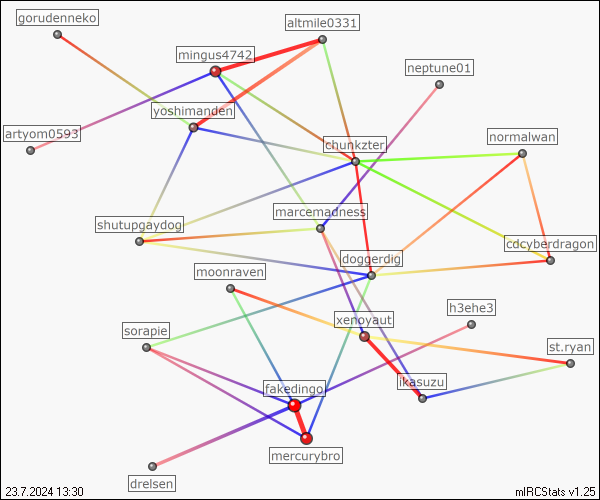 gorudenneko
altmile0331
mingus4742
neptune01
yoshimanden
artyom0593
normalwan
chunkzter
marcemadness
shutupgaydog
cdcyberdragon
doggerdig
moonraven
h3ehe3
xenoyaut
sorapie
st.ryan
ikasuzu
fakedingo
mercurybro
drelsen
23.7.2024 13:30
mIRCStats v1.25